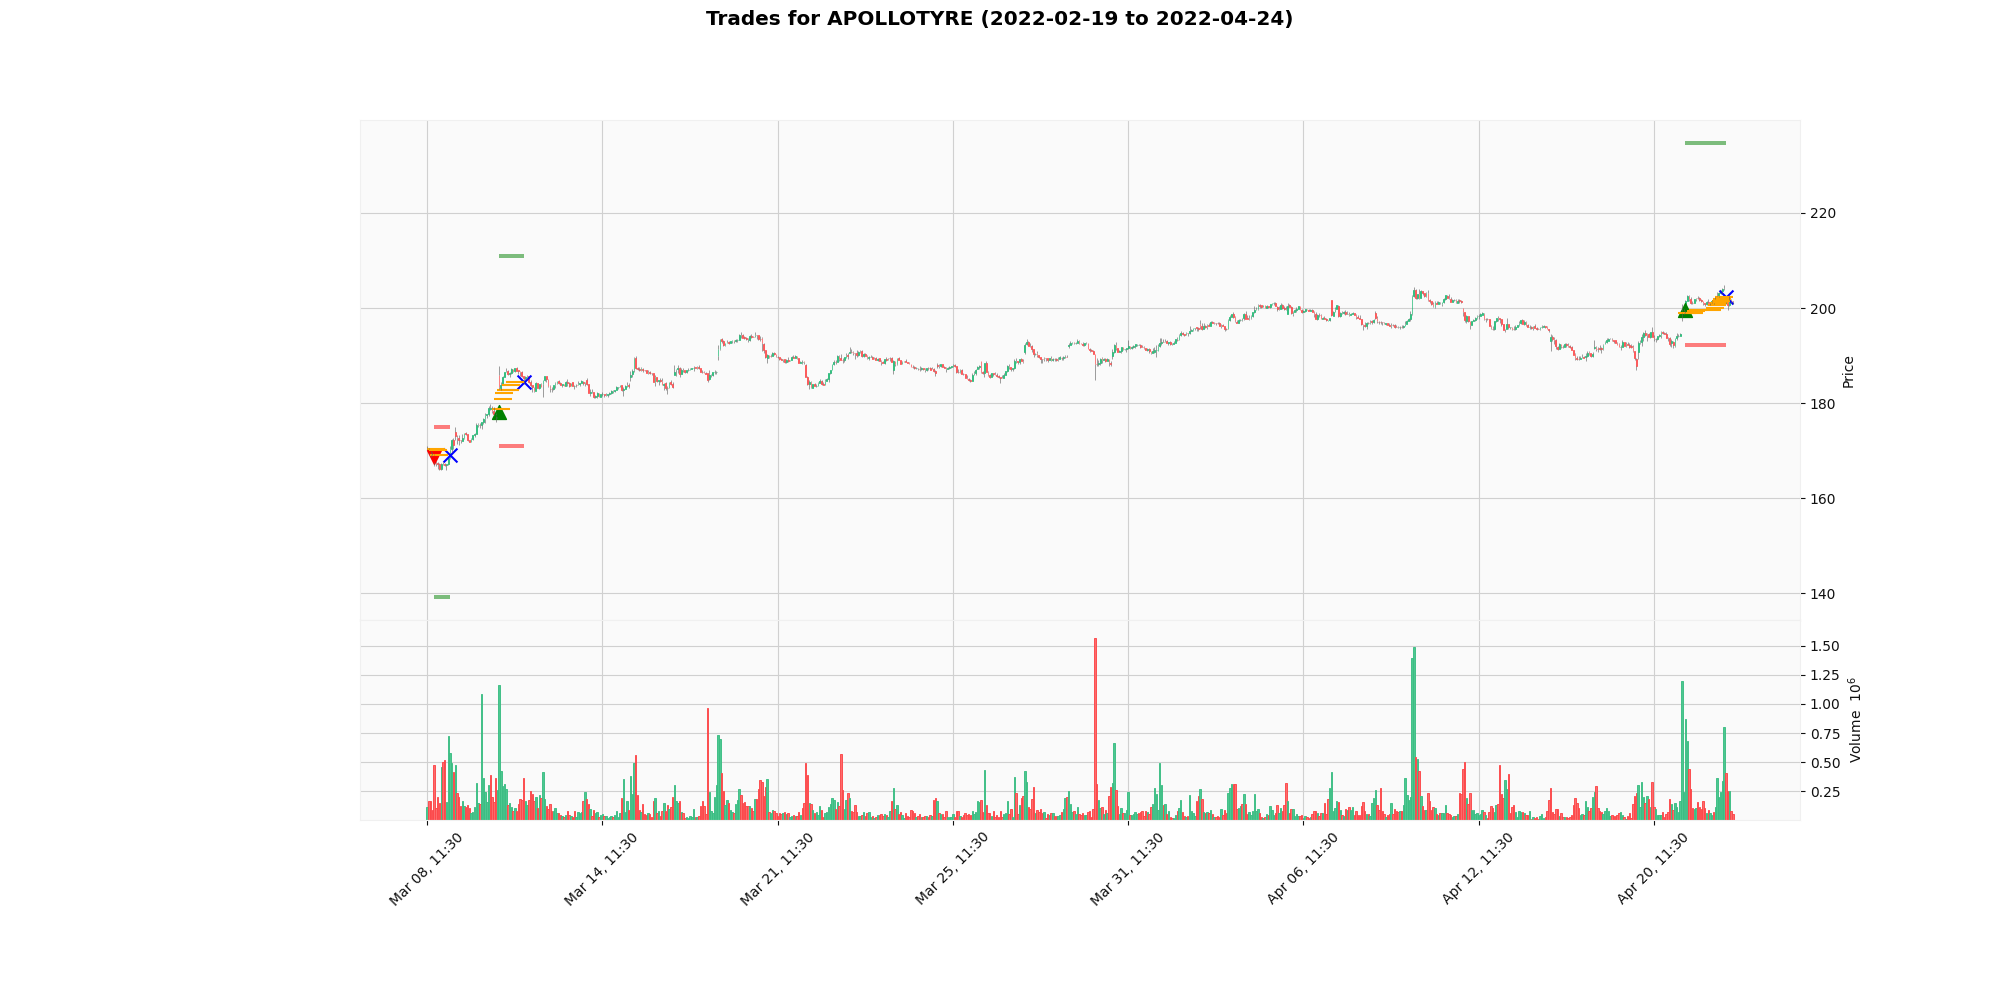 Trades for APOLLOTYRE (2022-02-19 to 2022-04-24)
220
200
180
160
140
Price
1.50
1.25
1.00
0.75
0.50
0.25
Volume 10^6
Mar 08, 11:30
Mar 14, 11:30
Mar 21, 11:30
Mar 25, 11:30
Mar 31, 11:30
Apr 06, 11:30
Apr 12, 11:30
Apr 20, 11:30